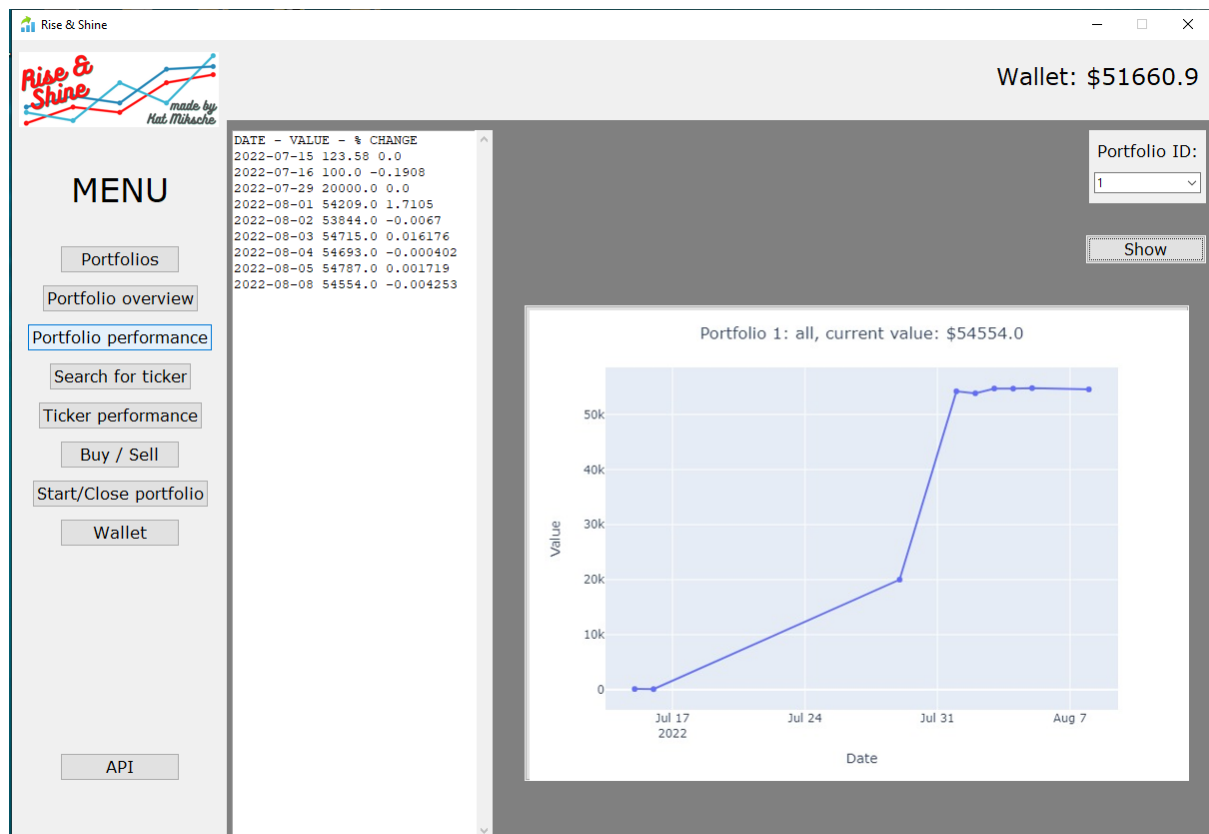 Rise & Shine
Rise &
Shine
made by
Kat Miksche
Wallet: $51660.9
MENU
Portfolios
Portfolio overview
Portfolio performance
Search for ticker
Ticker performance
Buy / Sell
Start/Close portfolio
Wallet
API
DATE - VALUE - % CHANGE
2022-07-15 123.58 0.0
2022-07-16 100.0 -0.1908
2022-07-29 20000.0 0.0
2022-08-01 54209.0 1.7105
2022-08-02 53844.0 -0.0067
2022-08-03 54715.0 0.016176
2022-08-04 54693.0 -0.000402
2022-08-05 54787.0 0.001719
2022-08-08 54554.0 -0.004253
Portfolio ID:
1
Show
Portfolio 1: all, current value: $54554.0
50k
40k
30k
20k
10k
0
Value
Jul 17
2022
Jul 24
Jul 31
Aug 7
Date